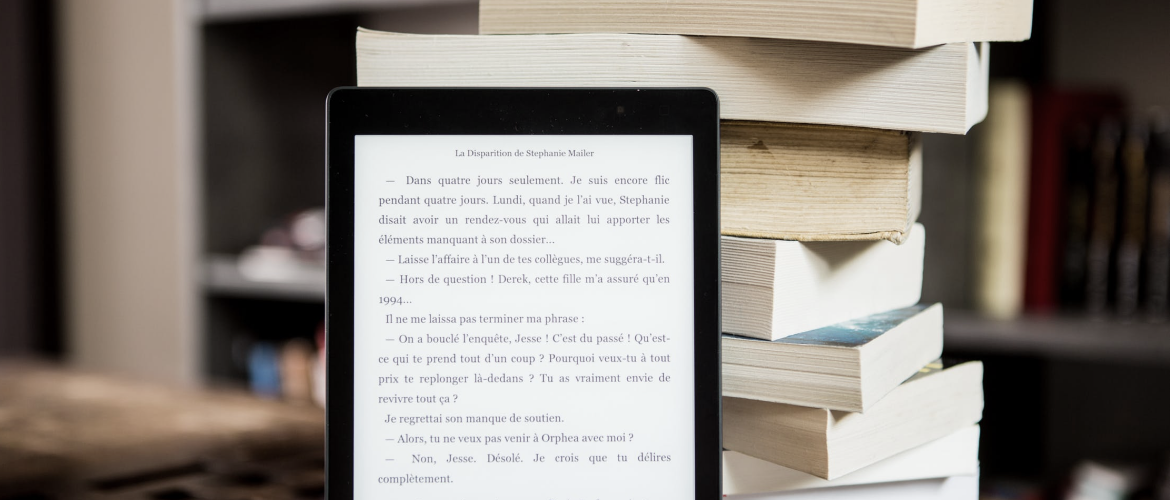 La Disparition de Stephanie Mailer
— Dans quatre jours seulement. Je suis encore flic
pendant quatre jours. Lundi, quand je l'ai vue, Stephanie
disait avoir un rendez-vous qui allait lui apporter les
éléments manquant à son dossier...
— Laisse l'affaire à l'un de tes collègues, me suggéra-t-il.
— Hors de question ! Derek, cette fille m'a assuré qu'en
1994...
Il ne me laissa pas terminer ma phrase :
— On a bouclé l'enquête, Jesse ! C'est du passé ! Qu'est-
ce qui te prend tout d'un coup ? Pourquoi veux-tu à tout
prix te replonger là-dedans ? Tu as vraiment envie de
revivre tout ça ?
Je regrettai son manque de soutien.
— Alors, tu ne veux pas venir à Orphea avec moi ?
— Non, Jesse. Désolé. Je crois que tu délires
complètement.